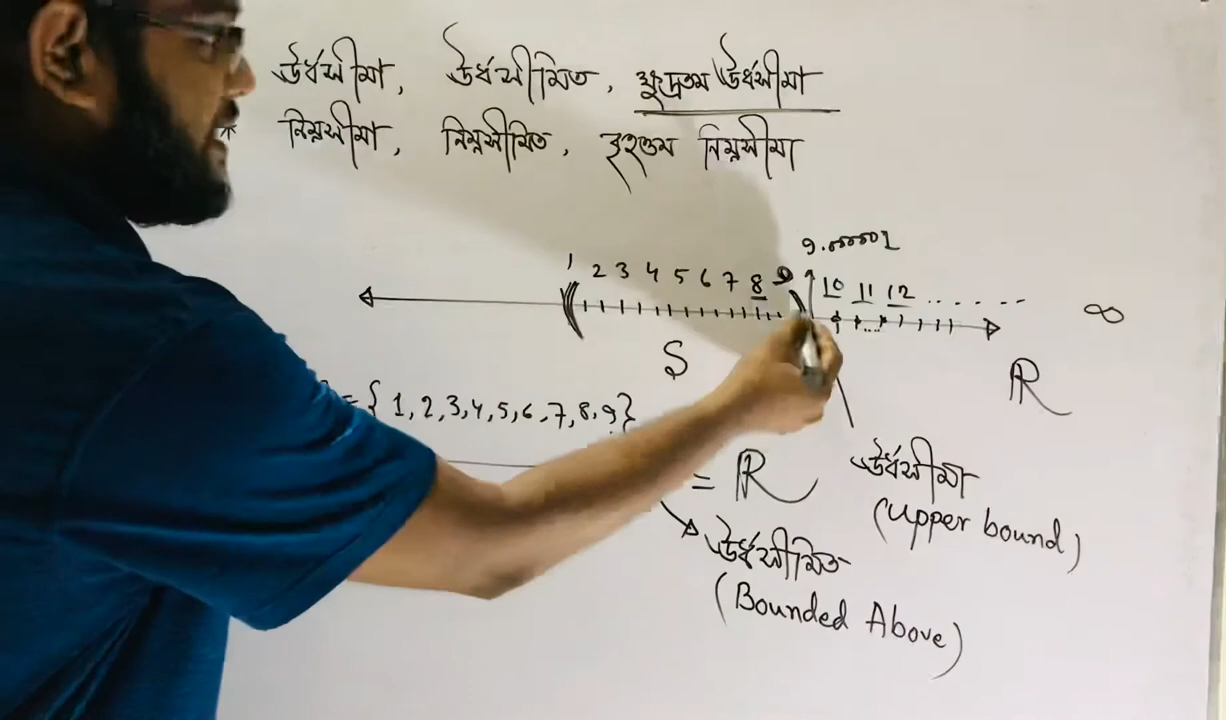 ঊর্ধ্বসীমা, ঊর্ধ্বসীমিত, ক্ষুদ্রতম ঊর্ধ্বসীমা
নিম্নসীমা, নিম্নসীমিত, বৃহত্তম নিম্নসীমা
9.00001
1 2 3 4 5 6 7 8 9 10 11 12 ........ ∞
S
ℝ
= {1, 2, 3, 4, 5, 6, 7, 8, 9}
= ℝ
ঊর্ধ্বসীমা
(upper bound)
ঊর্ধ্বসীমিত
(Bounded Above)